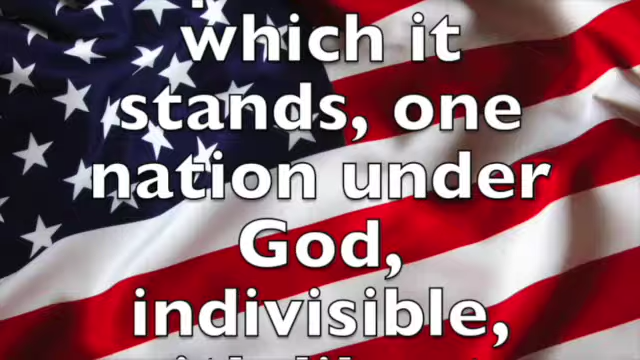 which it
stands, one
nation under
God,
indivisible,